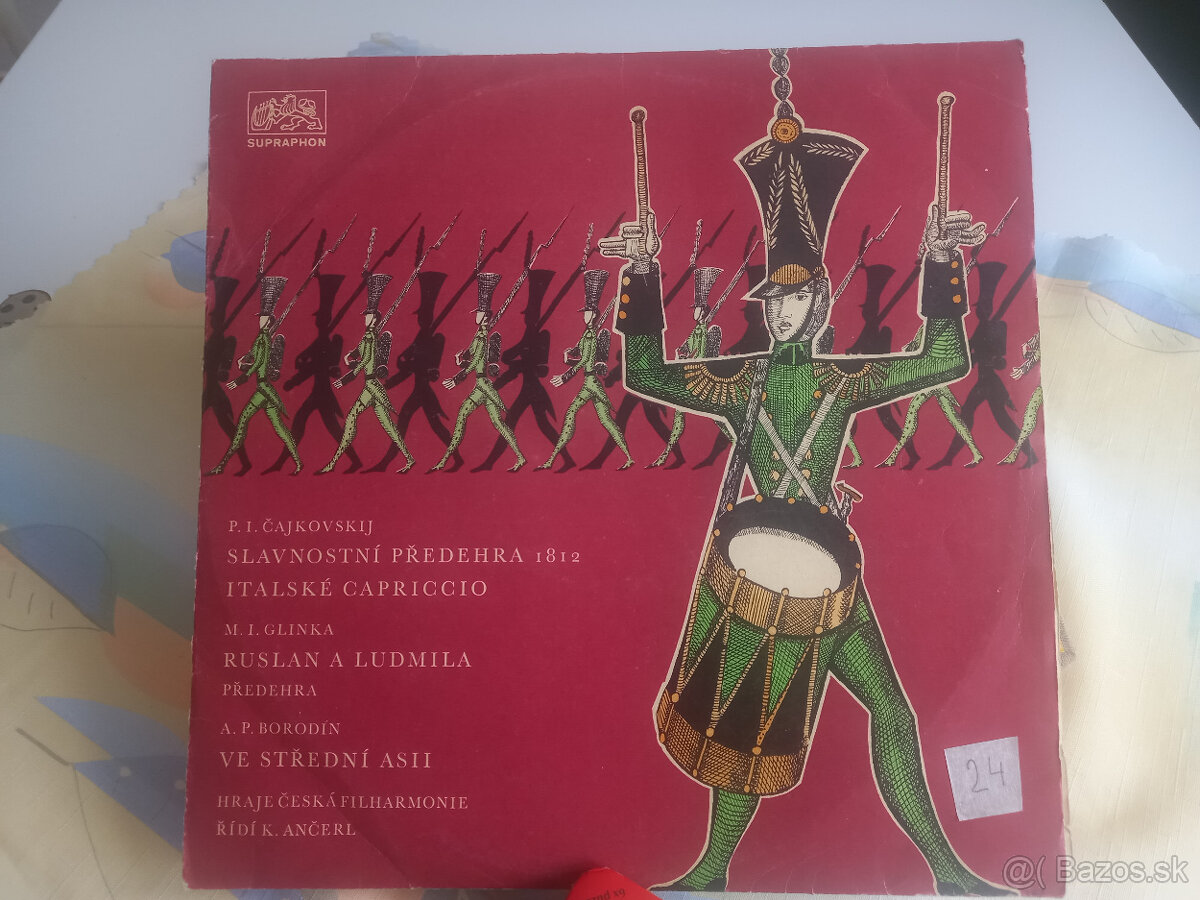 SUPRAPHON
P. I. ČAJKOVSKIJ
SLAVNOSTNÍ PŘEDEHRA 1812
ITALSKÉ CAPRICCIO
M. I. GLINKA
RUSLAN A LUDMILA
PŘEDEHRA
A. P. BORODIN
VE STŘEDNÍ ASII
HRAJE ČESKÁ FILHARMONIE
ŘÍDÍ K. ANČERL
24
@( Bazos.sk